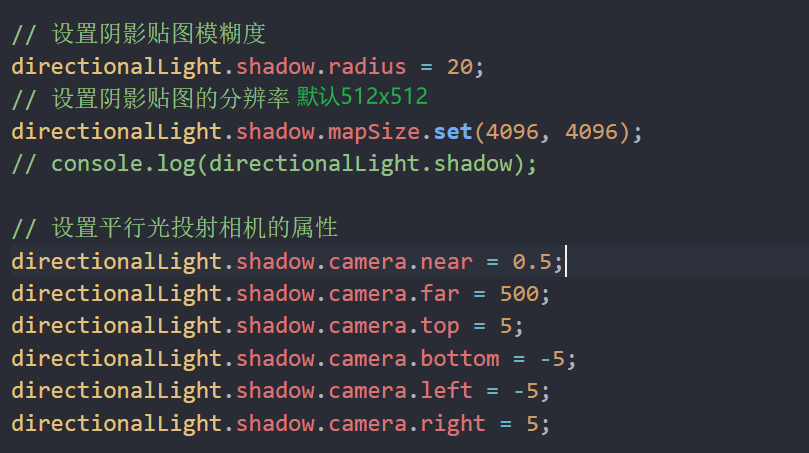 // 设置阴影贴图模糊度
directionalLight.shadow.radius = 20;
// 设置阴影贴图的分辨率 默认512x512
directionalLight.shadow.mapSize.set(4096, 4096);
// console.log(directionalLight.shadow);
// 设置平行光投射相机的属性
directionalLight.shadow.camera.near = 0.5;
directionalLight.shadow.camera.far = 500;
directionalLight.shadow.camera.top = 5;
directionalLight.shadow.camera.bottom = -5;
directionalLight.shadow.camera.left = -5;
directionalLight.shadow.camera.right = 5;